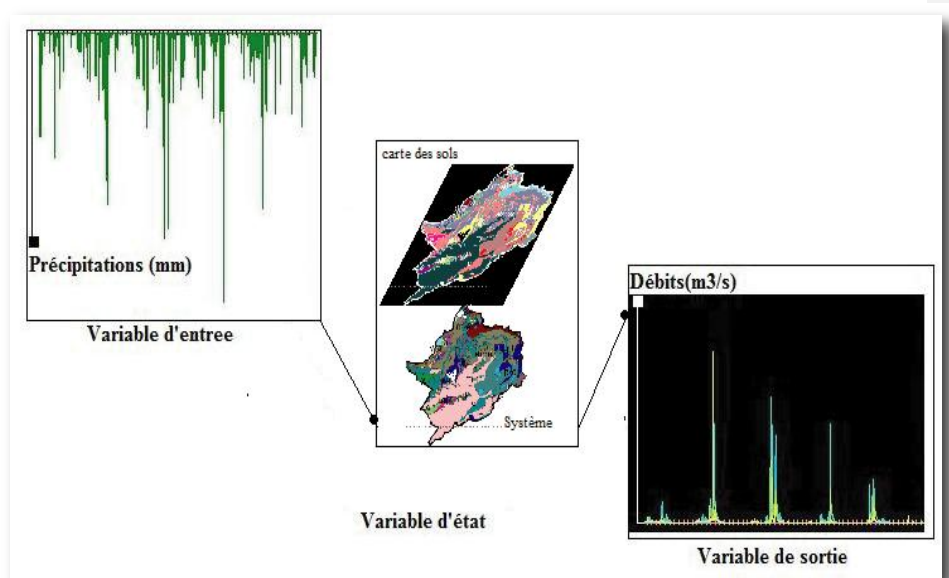 Précipitations (mm)
Variable d'entree
carte des sols
Système
Variable d'état
Débits(m3/s)
Variable de sortie